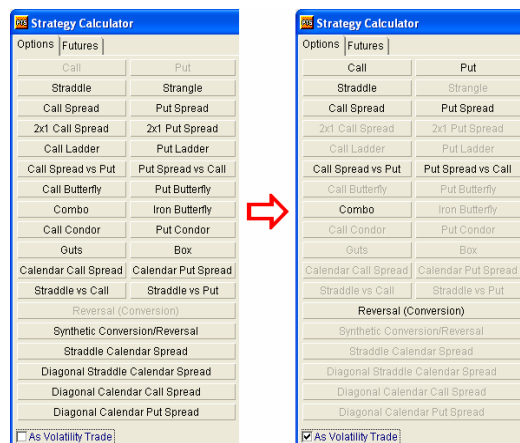 Strategy Calculator
Options Futures
Call Put
Straddle Strangle
Call Spread Put Spread
2x1 Call Spread 2x1 Put Spread
Call Ladder Put Ladder
Call Spread vs Put Put Spread vs Call
Call Butterfly Put Butterfly
Combo Iron Butterfly
Call Condor Put Condor
Guts Box
Calendar Call Spread Calendar Put Spread
Straddle vs Call Straddle vs Put
Reversal (Conversion)
Synthetic Conversion/Reversal
Straddle Calendar Spread
Diagonal Straddle Calendar Spread
Diagonal Calendar Call Spread
Diagonal Calendar Put Spread
As Volatility Trade
Strategy Calculator
Options Futures
Call Put
Straddle Strangle
Call Spread Put Spread
2x1 Call Spread 2x1 Put Spread
Call Ladder Put Ladder
Call Spread vs Put Put Spread vs Call
Call Butterfly Put Butterfly
Combo Iron Butterfly
Call Condor Put Condor
Guts Box
Calendar Call Spread Calendar Put Spread
Straddle vs Call Straddle vs Put
Reversal (Conversion)
Synthetic Conversion/Reversal
Straddle Calendar Spread
Diagonal Straddle Calendar Spread
Diagonal Calendar Call Spread
Diagonal Calendar Put Spread
As Volatility Trade